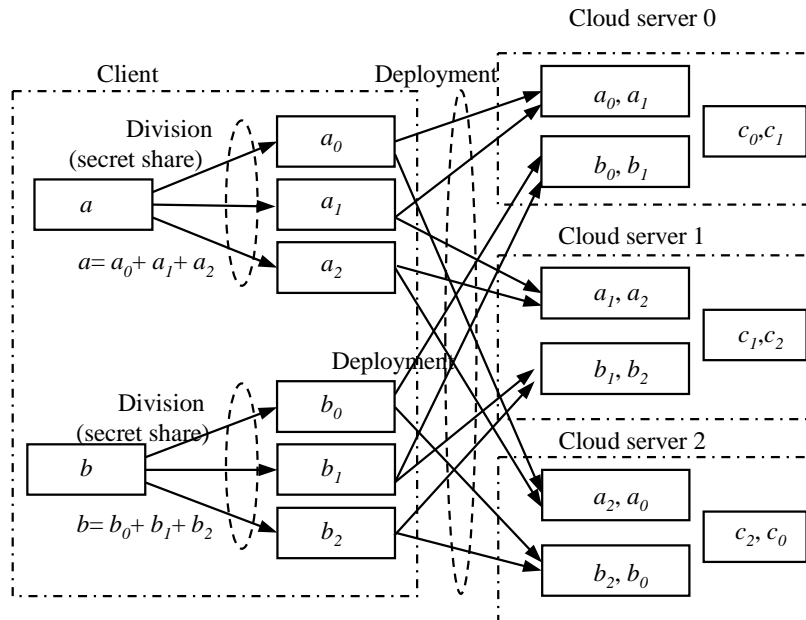 Cloud server 0
Client
Deployment
a₀, a₁
c₀,c₁
Division
(secret share)
a₀
b₀, b₁
a
a₁
a= a₀+ a₁+ a₂
a₂
Cloud server 1
a₁, a₂
c₁,c₂
Deployment
b₁, b₂
Division
(secret share)
b₀
b
b₁
Cloud server 2
b= b₀+ b₁+ b₂
b₂
a₂, a₀
c₂, c₀
b₂, b₀